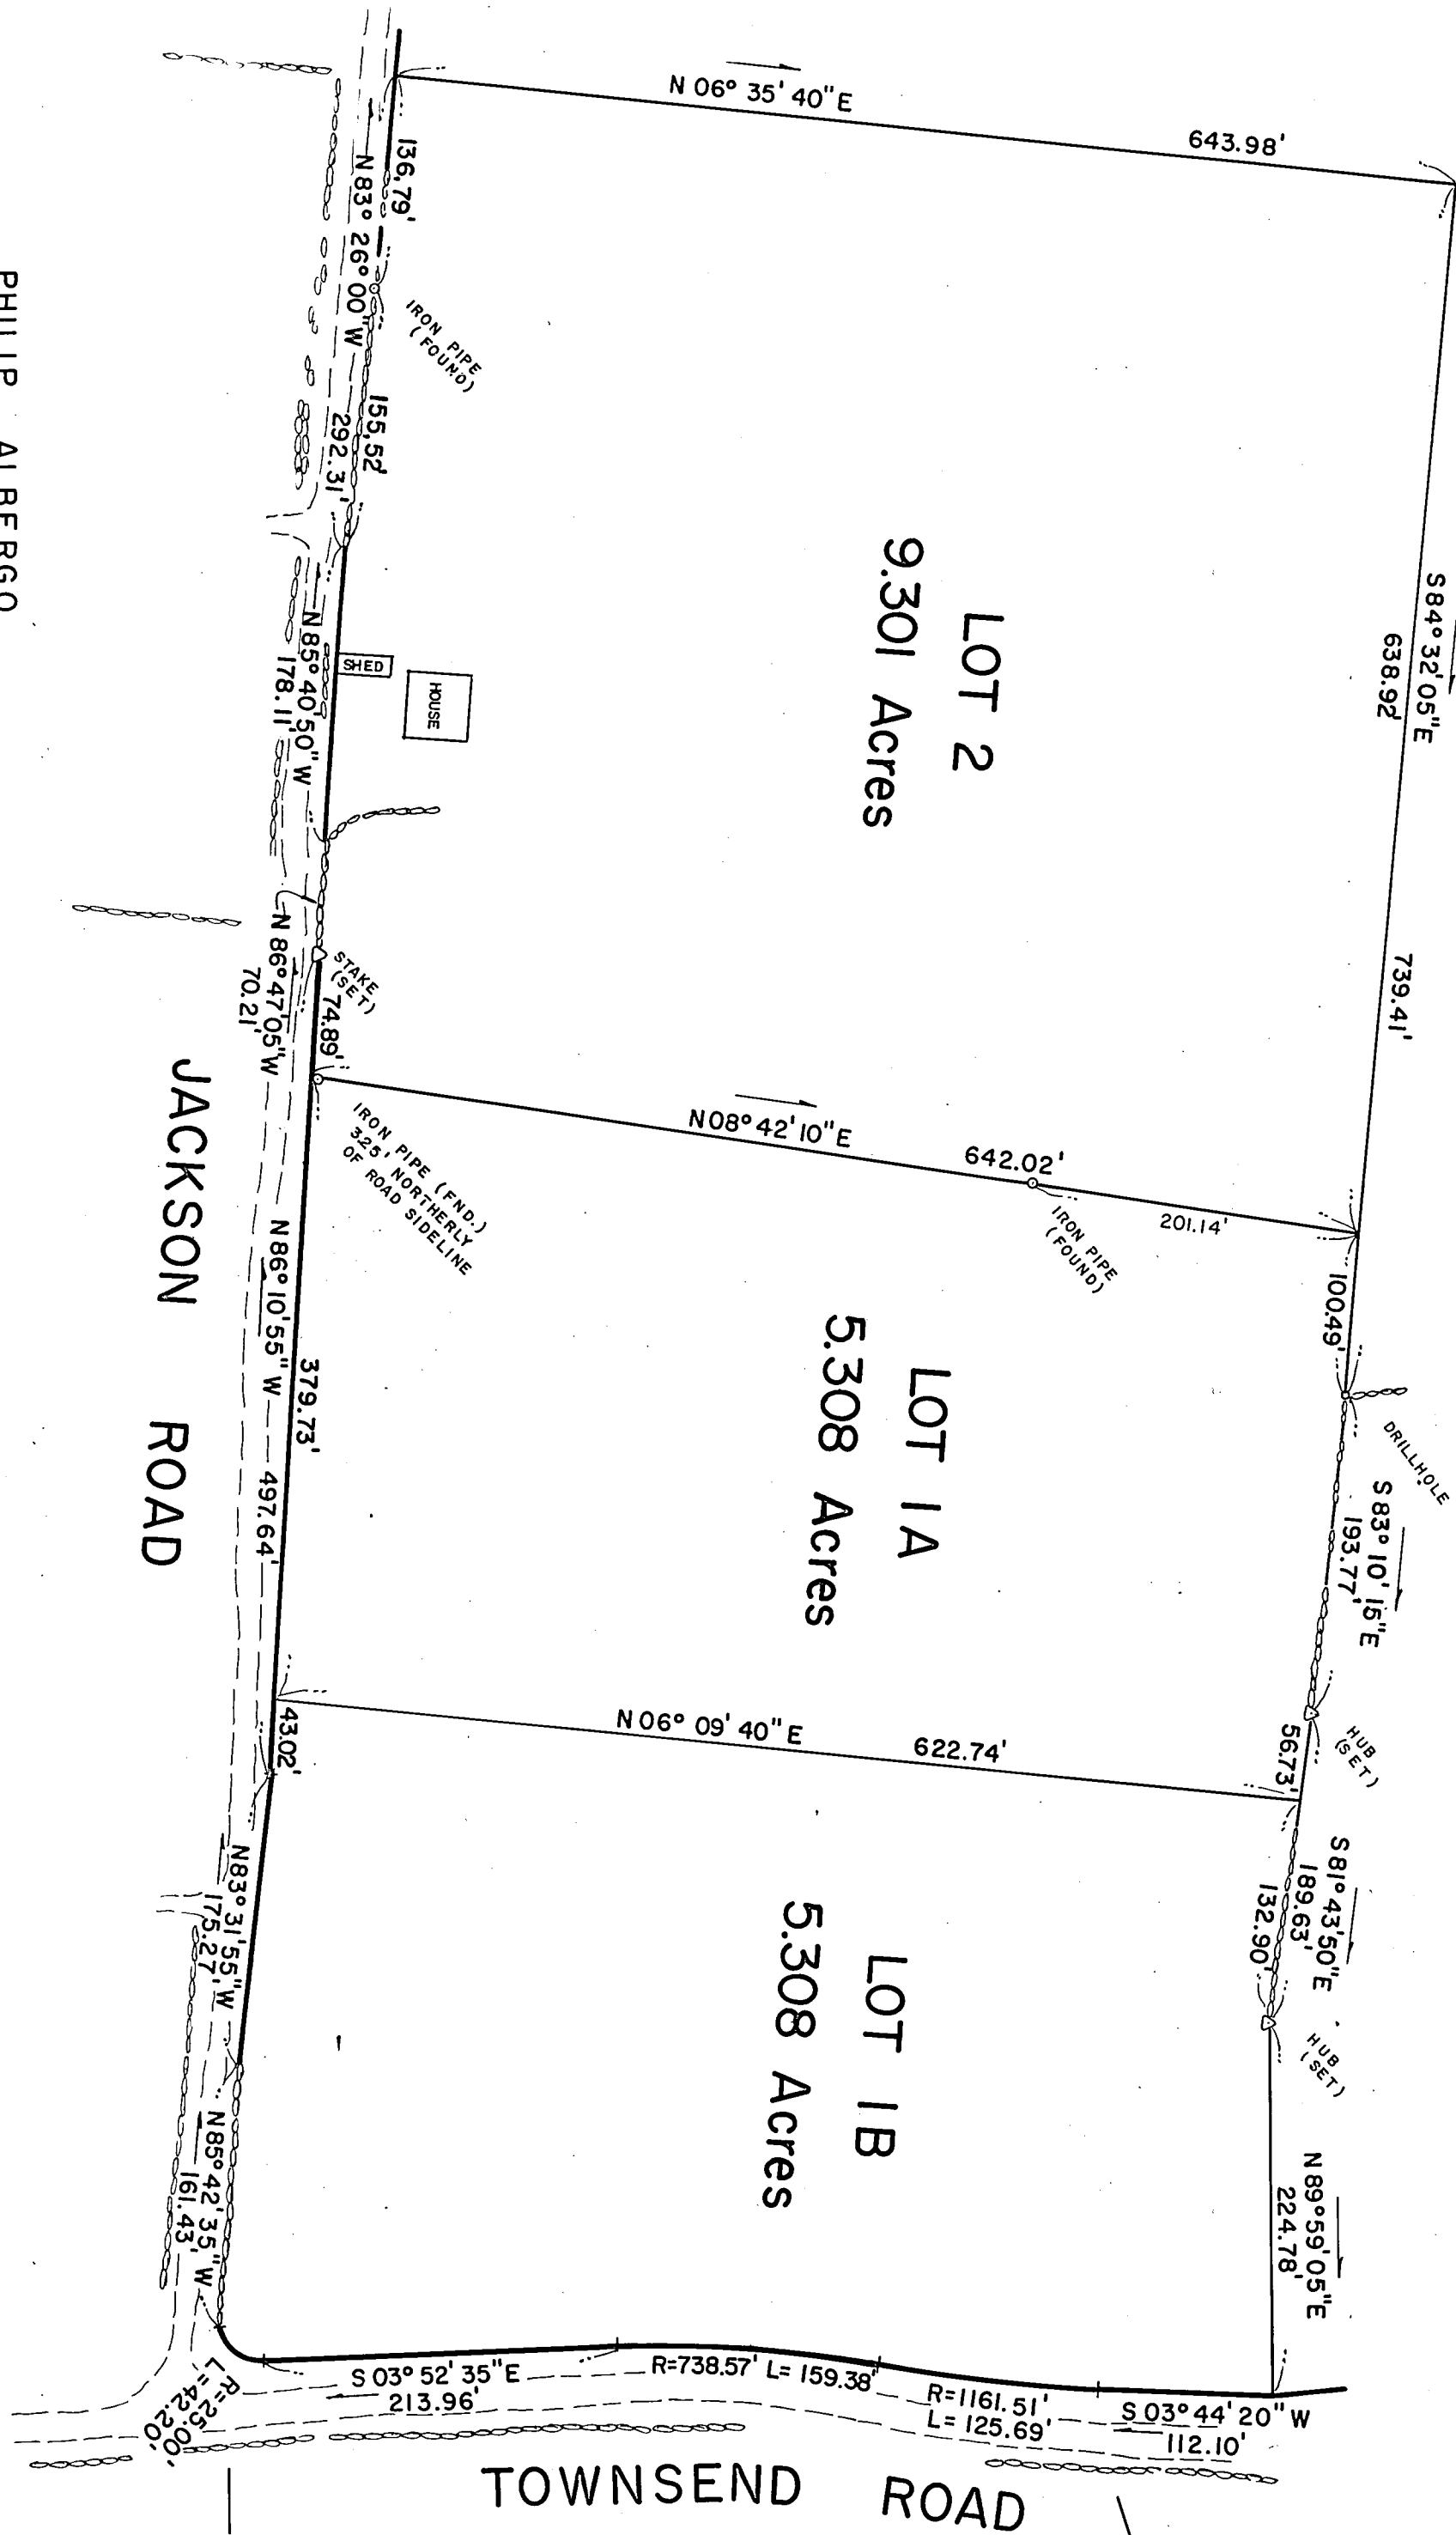 N 06° 35' 40" E
643.98'
S 84° 32' 05" E
638.92'
739.41'
136.79'
N 83° 26' 00" W
155.52'
292.31'
IRON PIPE
(FOUND)
LOT 2
9.301 Acres
SHED
HOUSE
N 85° 40' 50" W
178.11'
STAKE
(SET)
N 86° 47' 05" W
70.21'
74.89'
N 08° 42' 10" E
642.02'
201.14'
IRON PIPE
(FOUND)
IRON PIPE (FND.)
3.25' NORTHERLY
OF ROAD SIDELINE
100.49'
DRILLHOLE
S 83° 10' 15" E
193.77'
LOT 1A
5.308 Acres
N 86° 10' 55" W
379.73'
497.64'
JACKSON ROAD
HUB
(SET)
56.73'
N 06° 09' 40" E
622.74'
43.02'
S 81° 43' 50" E
189.63'
132.90'
HUB
(SET)
LOT 1B
5.308 Acres
N 83° 31' 55" W
175.27'
N 85° 42' 35" W
161.43'
N 89° 59' 05" E
224.78'
R=25.00'
L=42.20'
S 03° 52' 35" E
213.96'
R=738.57' L=159.38'
R=1161.51'
L=125.69'
S 03° 44' 20" W
112.10'
TOWNSEND ROAD
PHILIP ALBERGO